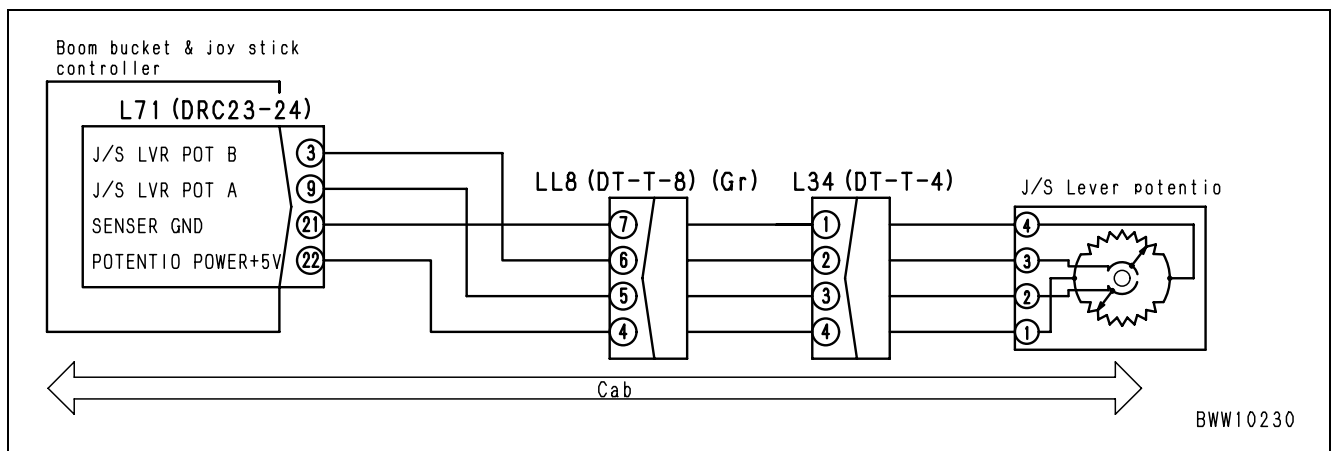 Boom bucket & joy stick
controller
L71 (DRC23-24)
J/S LVR POT B 3
J/S LVR POT A 9
SENSER GND 21
POTENTIO POWER+5V 22
LL8 (DT-T-8) (Gr)
7
6
5
4
L34 (DT-T-4)
1
2
3
4
J/S Lever potentio
4
3
2
1
Cab
BWW10230